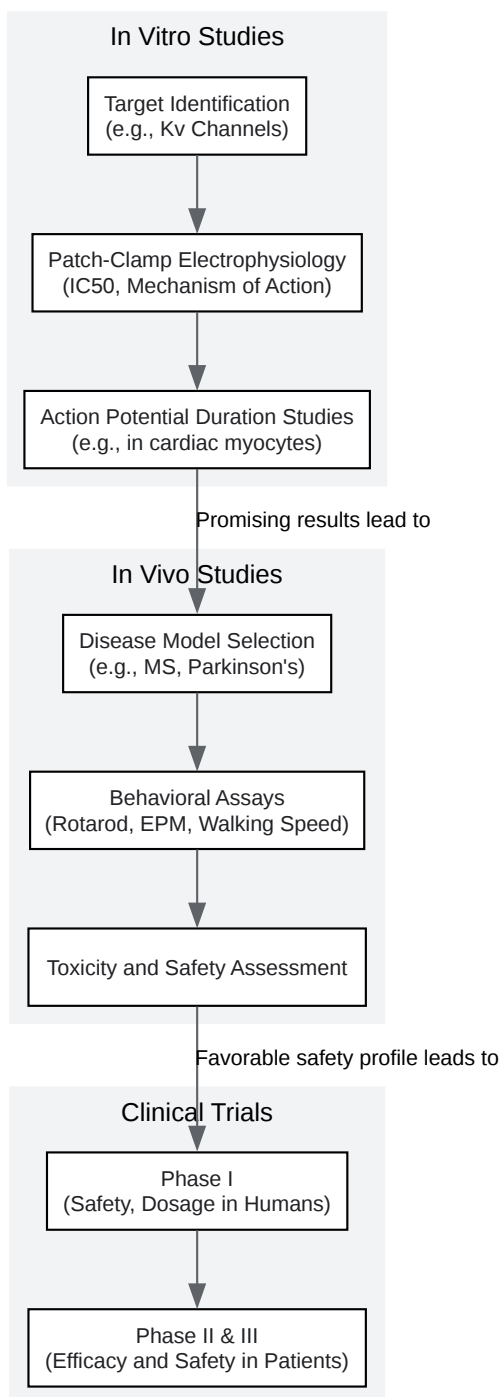 In Vitro Studies
Target Identification
(e.g., Kv Channels)
Patch-Clamp Electrophysiology
(IC50, Mechanism of Action)
Action Potential Duration Studies
(e.g., in cardiac myocytes)
Promising results lead to
In Vivo Studies
Disease Model Selection
(e.g., MS, Parkinson's)
Behavioral Assays
(Rotarod, EPM, Walking Speed)
Toxicity and Safety Assessment
Favorable safety profile leads to
Clinical Trials
Phase I
(Safety, Dosage in Humans)
Phase II & III
(Efficacy and Safety in Patients)